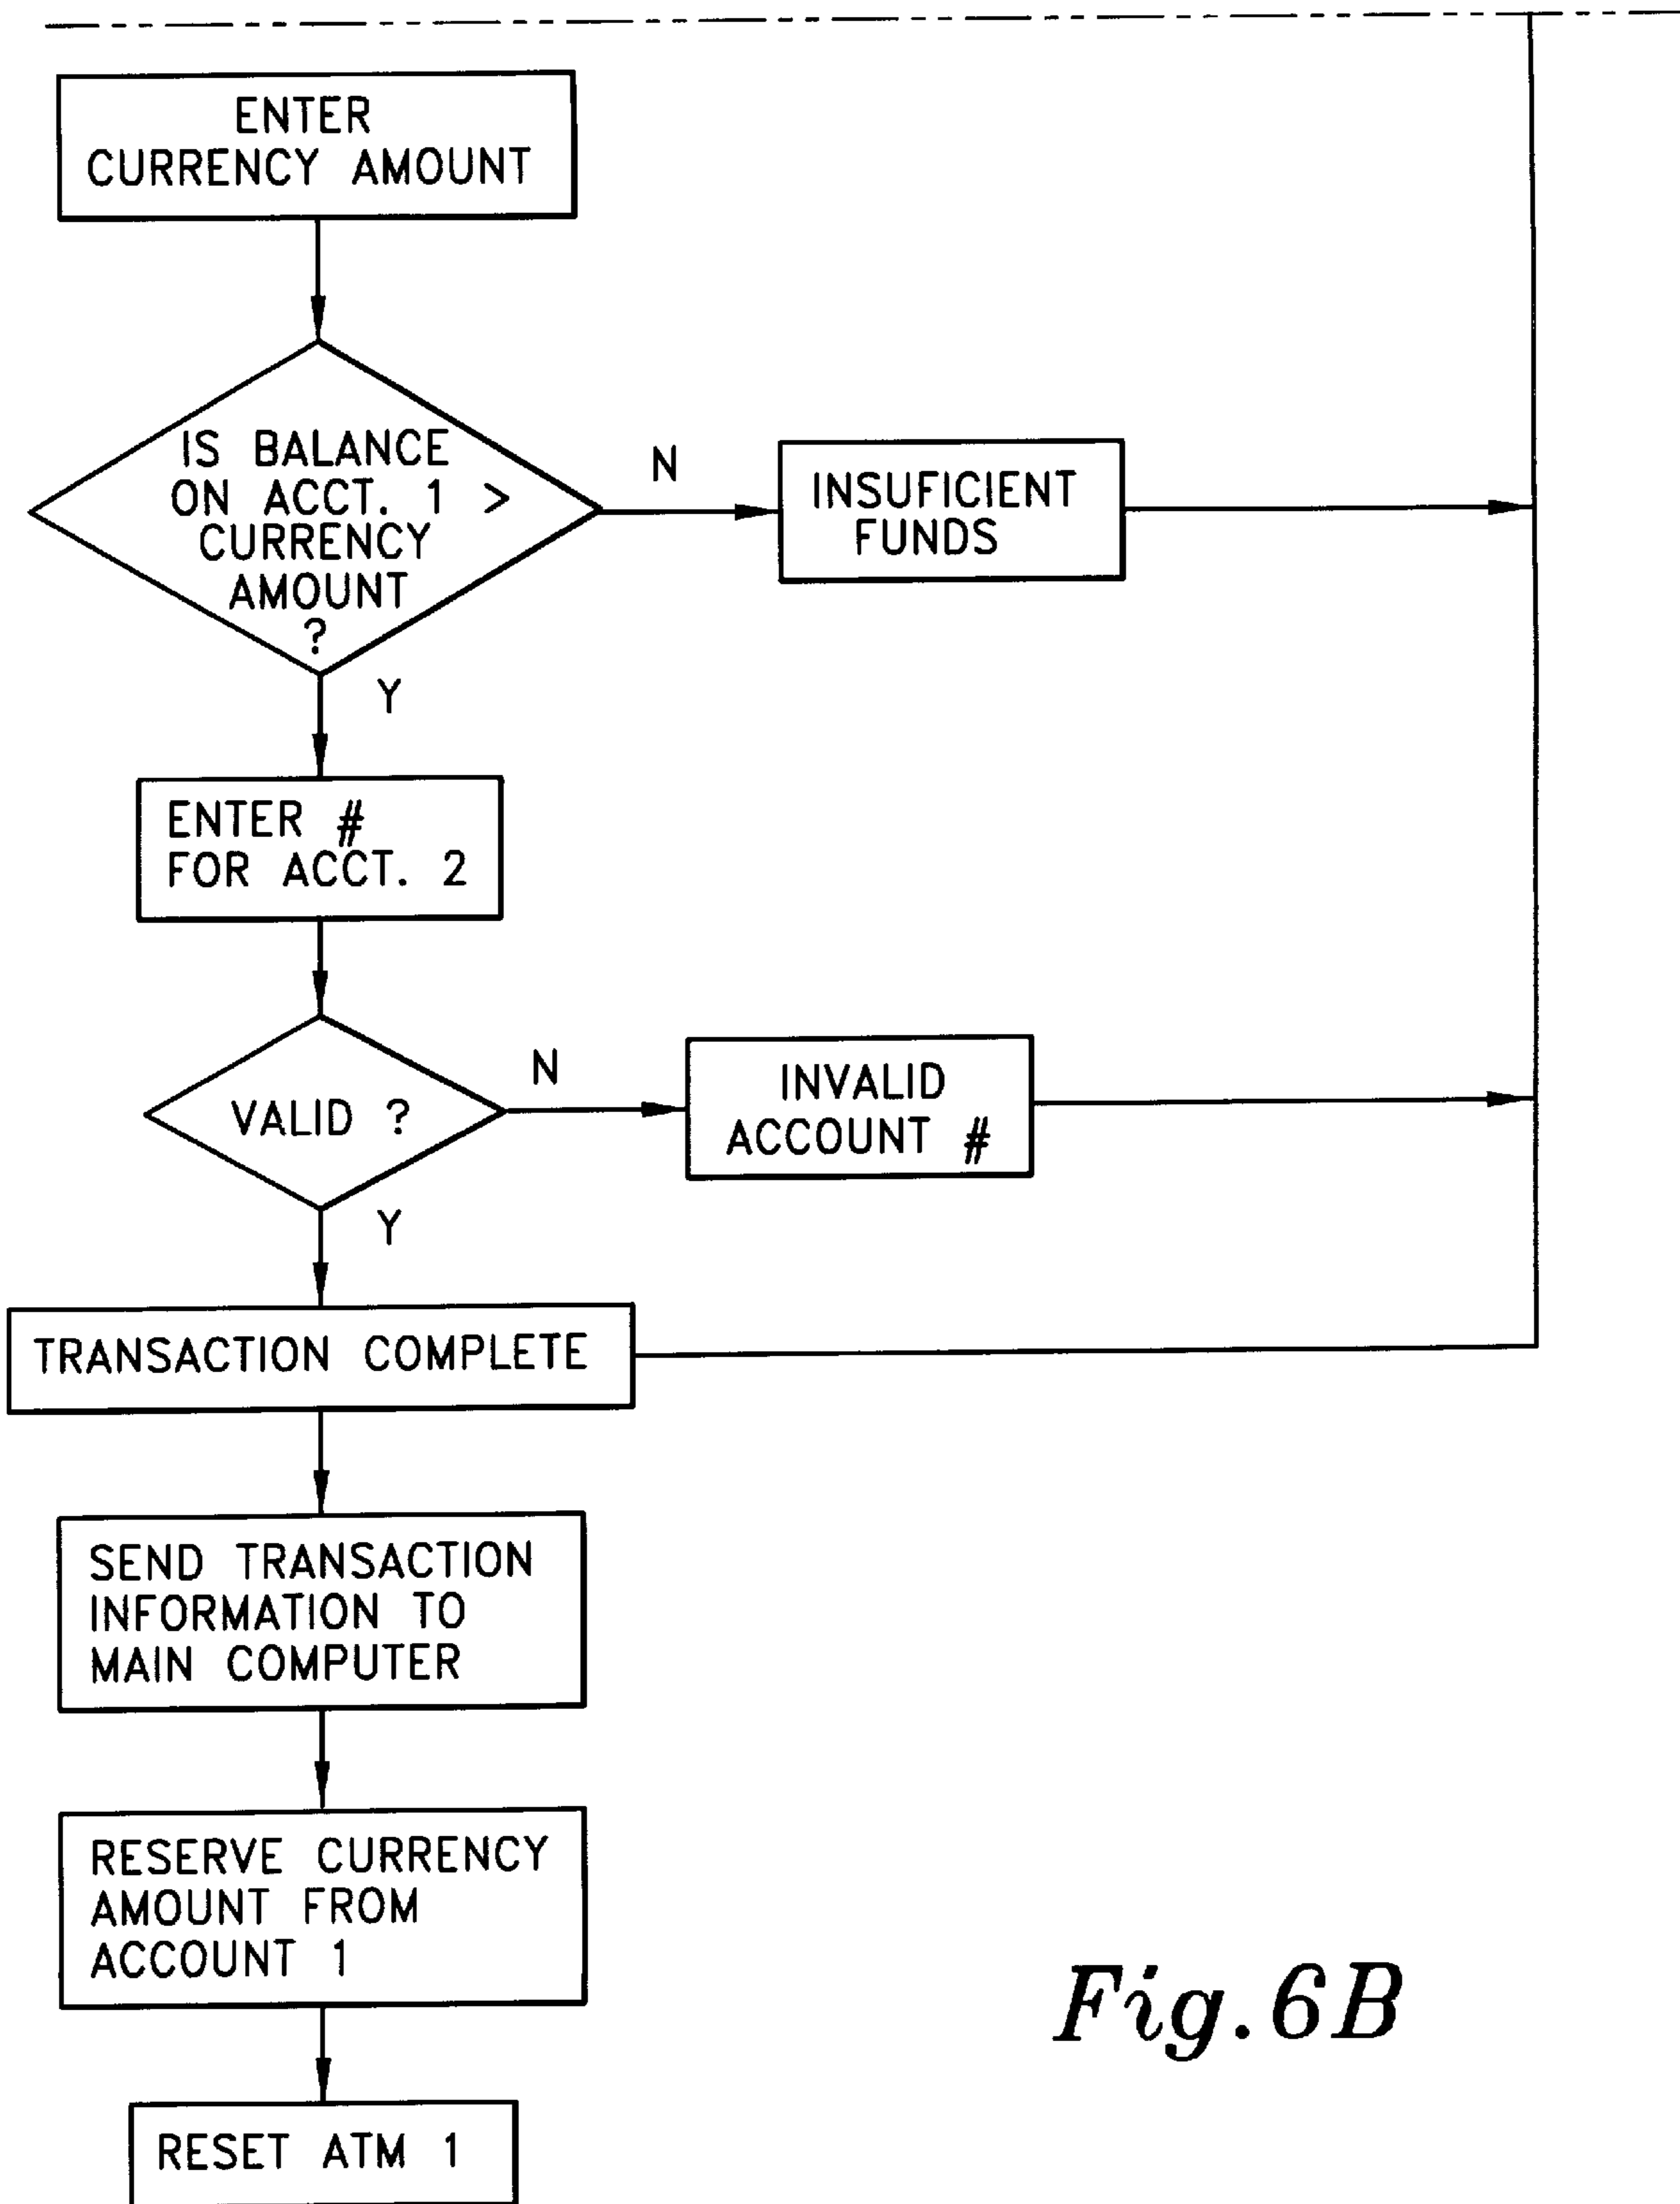 ENTER
CURRENCY AMOUNT
IS BALANCE
ON ACCT. 1 >
CURRENCY
AMOUNT
?
N
INSUFICIENT
FUNDS
Y
ENTER #
FOR ACCT. 2
VALID ?
N
INVALID
ACCOUNT #
Y
TRANSACTION COMPLETE
SEND TRANSACTION
INFORMATION TO
MAIN COMPUTER
RESERVE CURRENCY
AMOUNT FROM
ACCOUNT 1
RESET ATM 1
Fig. 6B